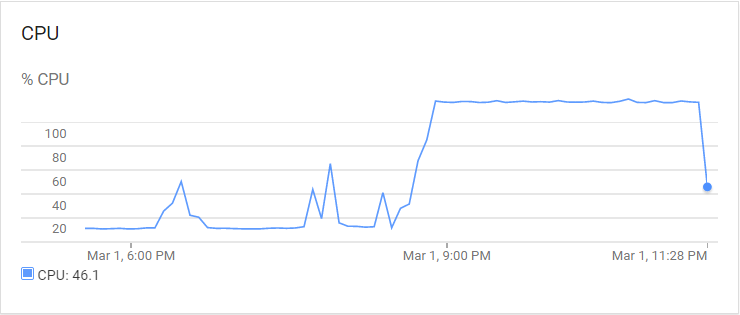 CPU
% CPU
100
80
60
40
20
Mar 1, 6:00 PM Mar 1, 9:00 PM Mar 1, 11:28 PM
CPU: 46.1